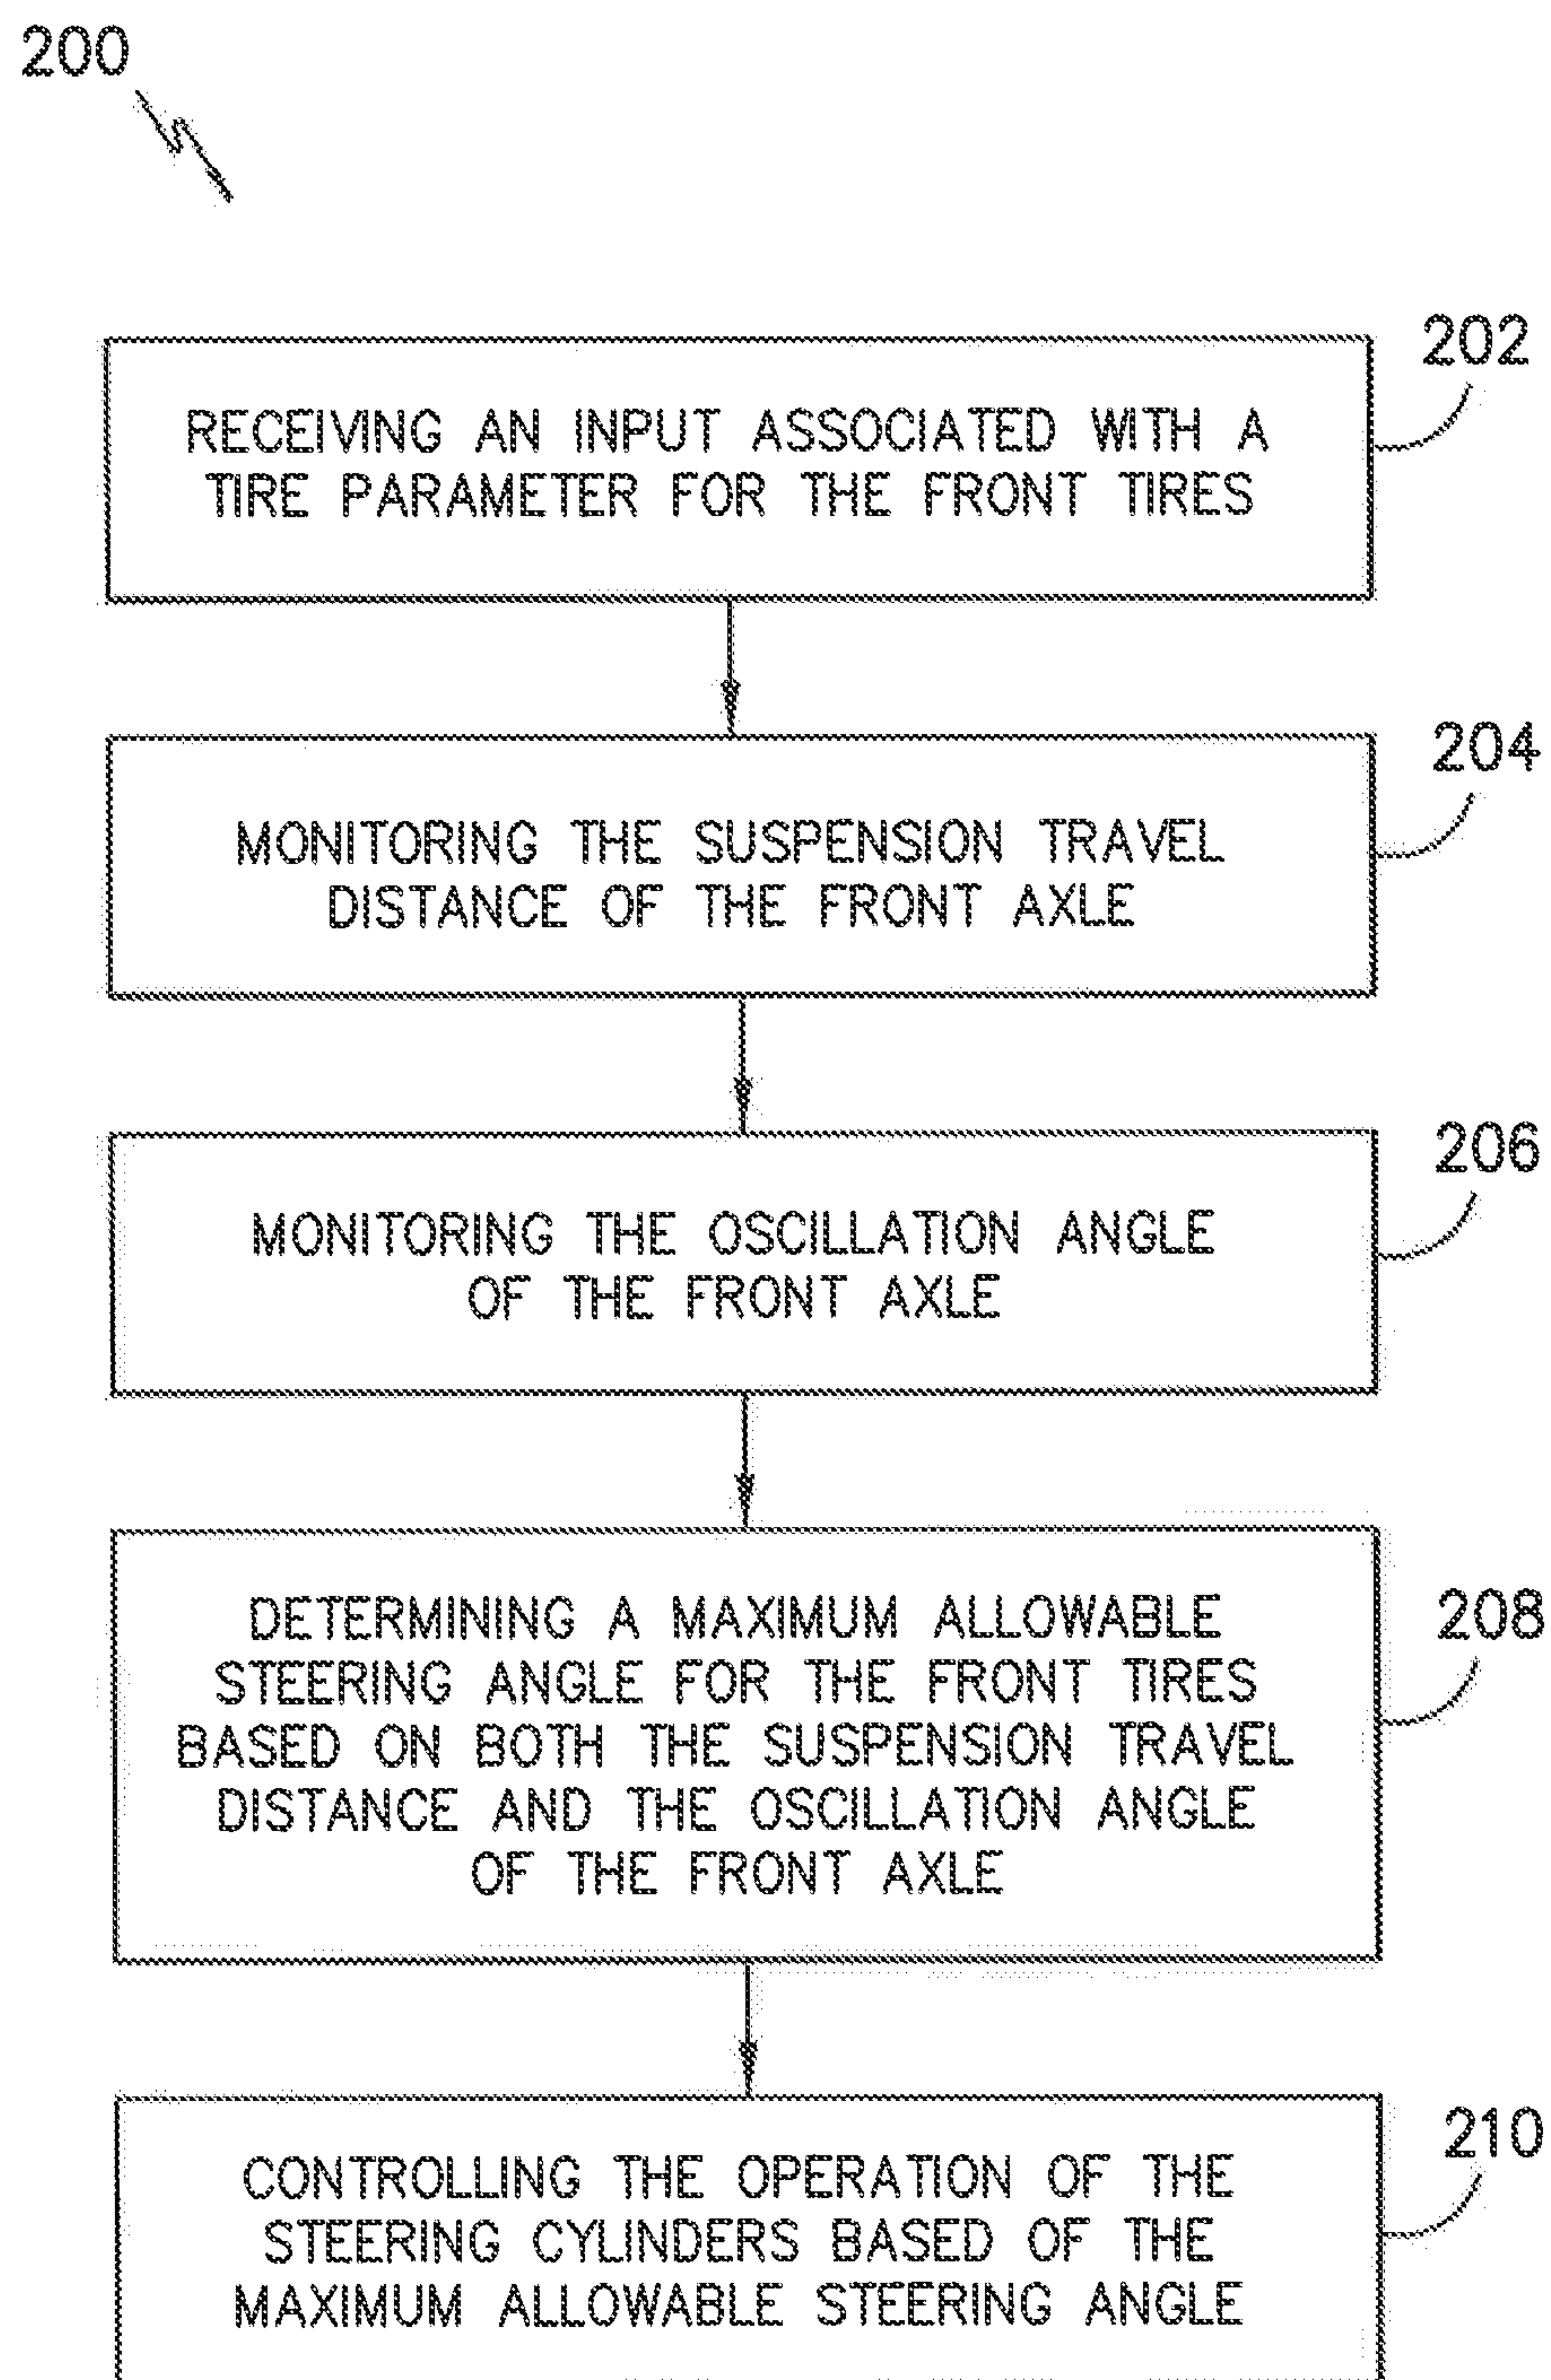 200
202
RECEIVING AN INPUT ASSOCIATED WITH A
TIRE PARAMETER FOR THE FRONT TIRES
204
MONITORING THE SUSPENSION TRAVEL
DISTANCE OF THE FRONT AXLE
206
MONITORING THE OSCILLATION ANGLE
OF THE FRONT AXLE
208
DETERMINING A MAXIMUM ALLOWABLE
STEERING ANGLE FOR THE FRONT TIRES
BASED ON BOTH THE SUSPENSION TRAVEL
DISTANCE AND THE OSCILLATION ANGLE
OF THE FRONT AXLE
210
CONTROLLING THE OPERATION OF THE
STEERING CYLINDERS BASED OF THE
MAXIMUM ALLOWABLE STEERING ANGLE